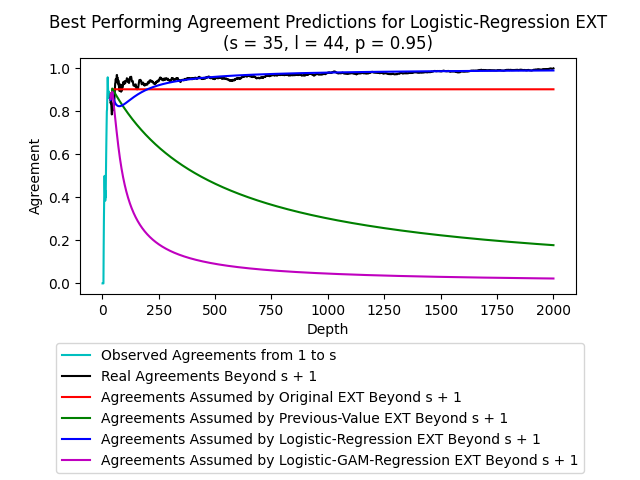 Best Performing Agreement Predictions for Logistic-Regression EXT
(s = 35, l = 44, p = 0.95)
1.0
0.8
0.6
0.4
0.2
0.0
Agreement
0 250 500 750 1000 1250 1500 1750 2000
Depth
Observed Agreements from 1 to s
Real Agreements Beyond s + 1
Agreements Assumed by Original EXT Beyond s + 1
Agreements Assumed by Previous-Value EXT Beyond s + 1
Agreements Assumed by Logistic-Regression EXT Beyond s + 1
Agreements Assumed by Logistic-GAM-Regression EXT Beyond s + 1